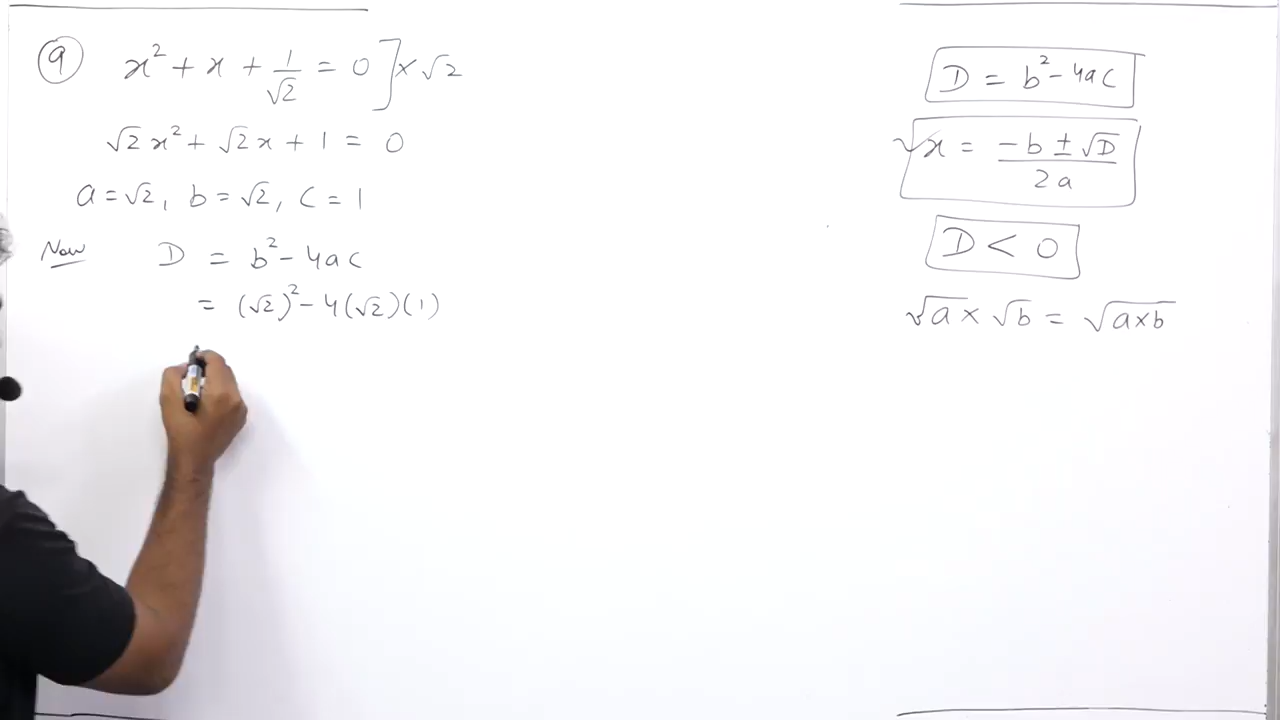 9 x² + x + 1/√2 = 0 ] × √2
√2 x² + √2 x + 1 = 0
a = √2, b = √2, c = 1
Now D = b² - 4ac
= (√2)² - 4(√2)(1)
D = b² - 4ac
√x = (-b ± √D)/2a
D < 0
√a × √b = √a×b